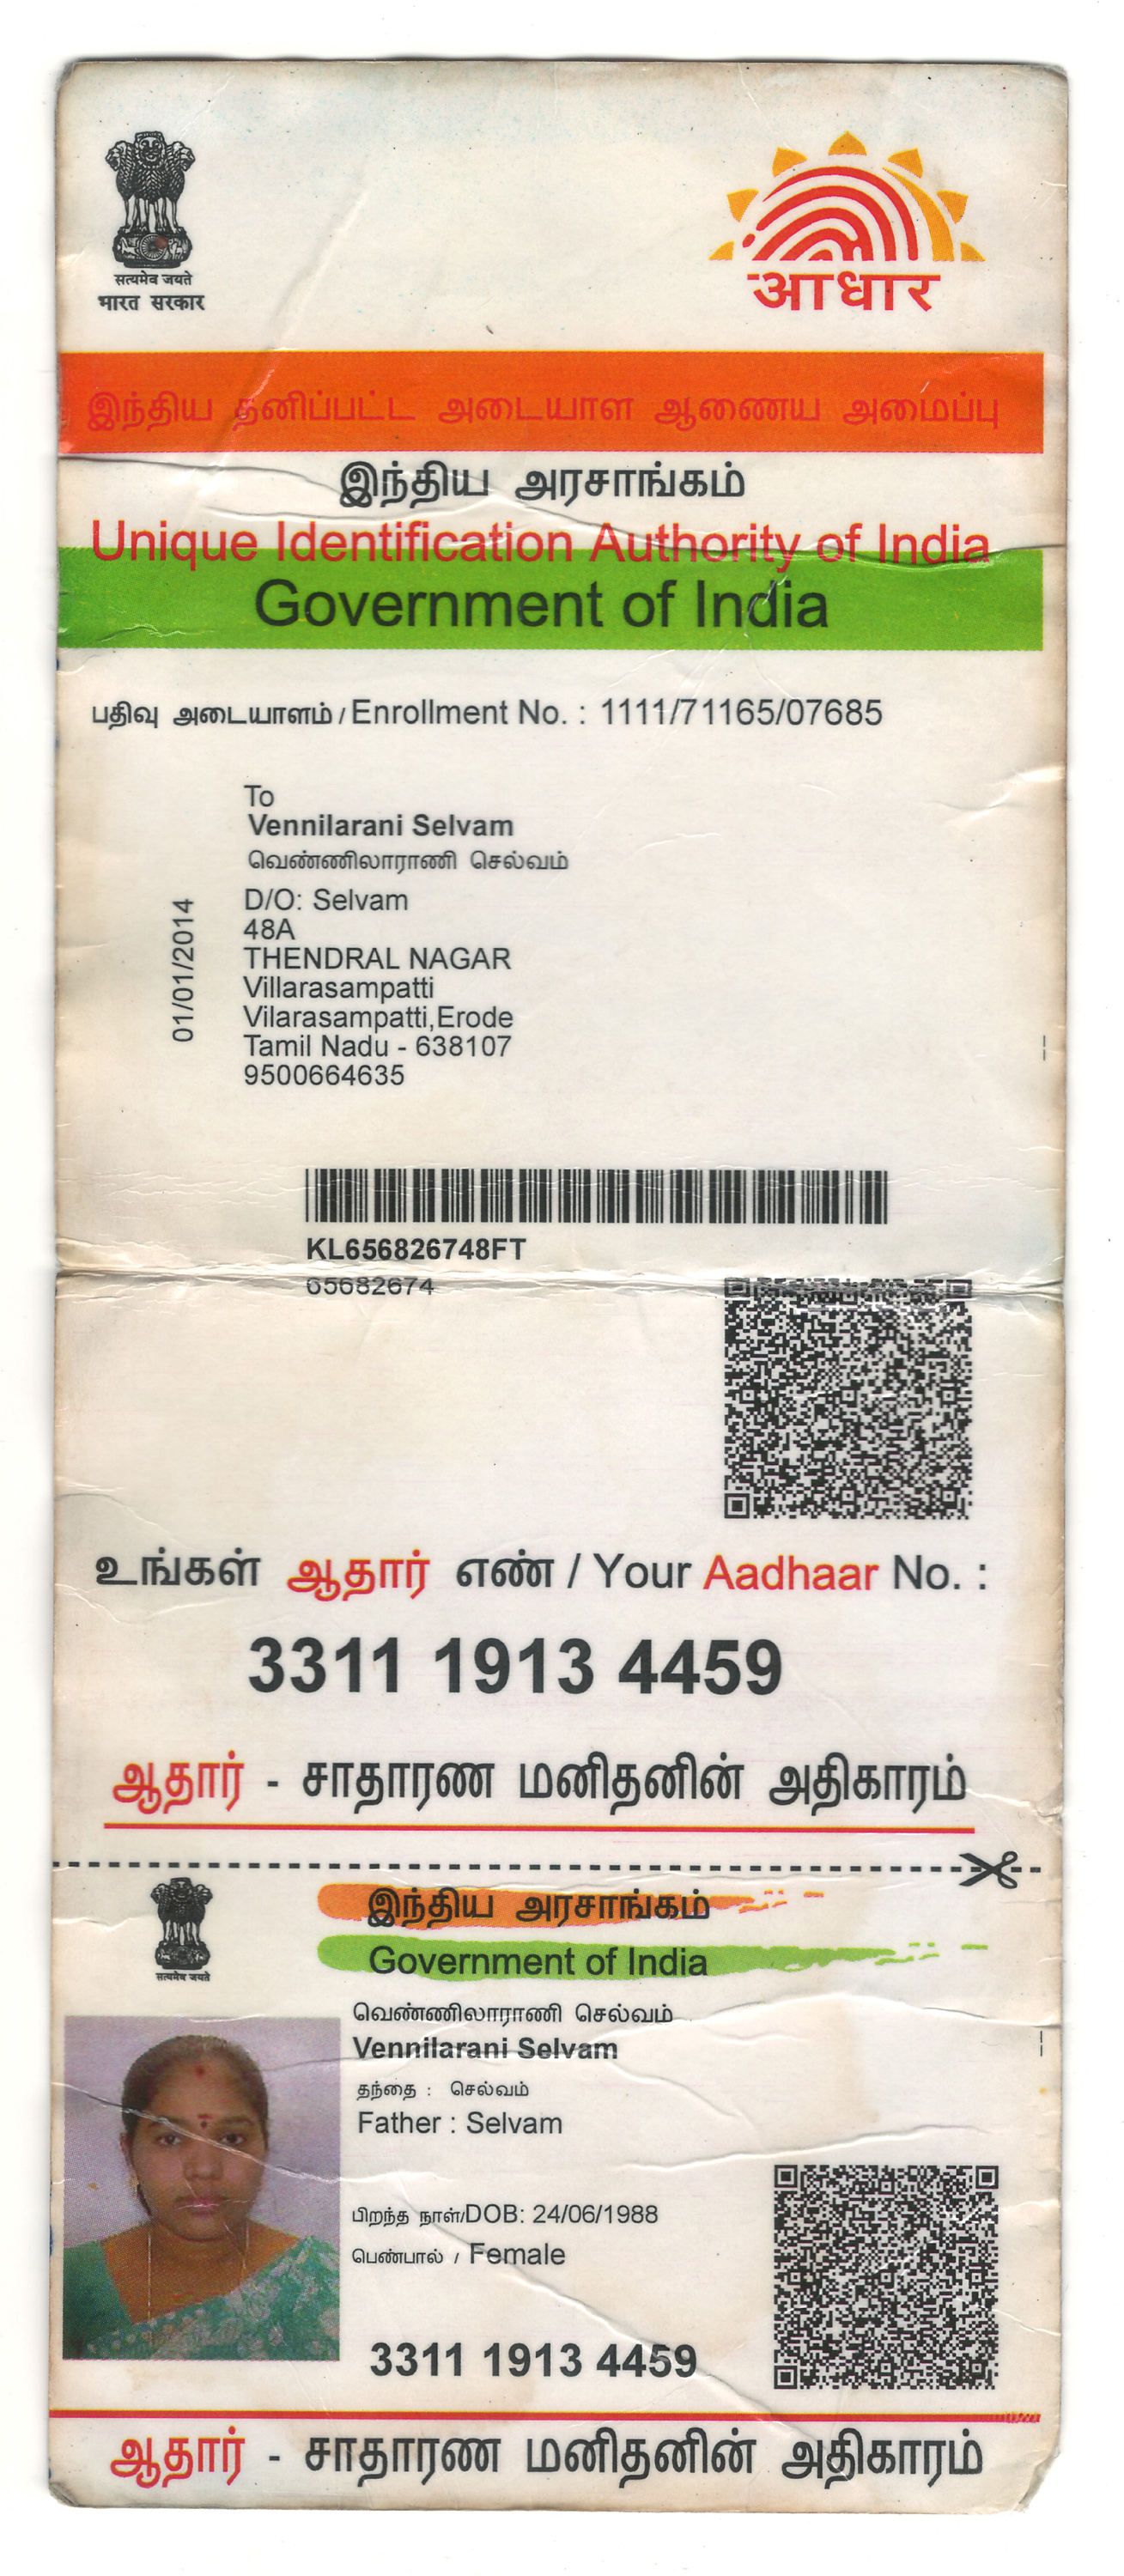 सत्यमेव जयते
भारत सरकार
आधार
இந்திய தனிப்பட்ட அடையாள ஆணைய அமைப்பு
இந்திய அரசாங்கம்
Unique Identification Authority of India
Government of India
பதிவு அடையாளம் / Enrollment No. : 1111/71165/07685
To
Vennilarani Selvam
வெண்ணிலாராணி செல்வம்
D/O: Selvam
48A
THENDRAL NAGAR
Villarasampatti
Vilarasampatti,Erode
Tamil Nadu - 638107
9500664635
01/01/2014
KL656826748FT
65682674
உங்கள் ஆதார் எண் / Your Aadhaar No. :
3311 1913 4459
ஆதார் - சாதாரண மனிதனின் அதிகாரம்
सत्यमेव जयते
இந்திய அரசாங்கம்
Government of India
வெண்ணிலாராணி செல்வம்
Vennilarani Selvam
தந்தை : செல்வம்
Father : Selvam
பிறந்த நாள்/DOB: 24/06/1988
பெண்பால் / Female
3311 1913 4459
ஆதார் - சாதாரண மனிதனின் அதிகாரம்